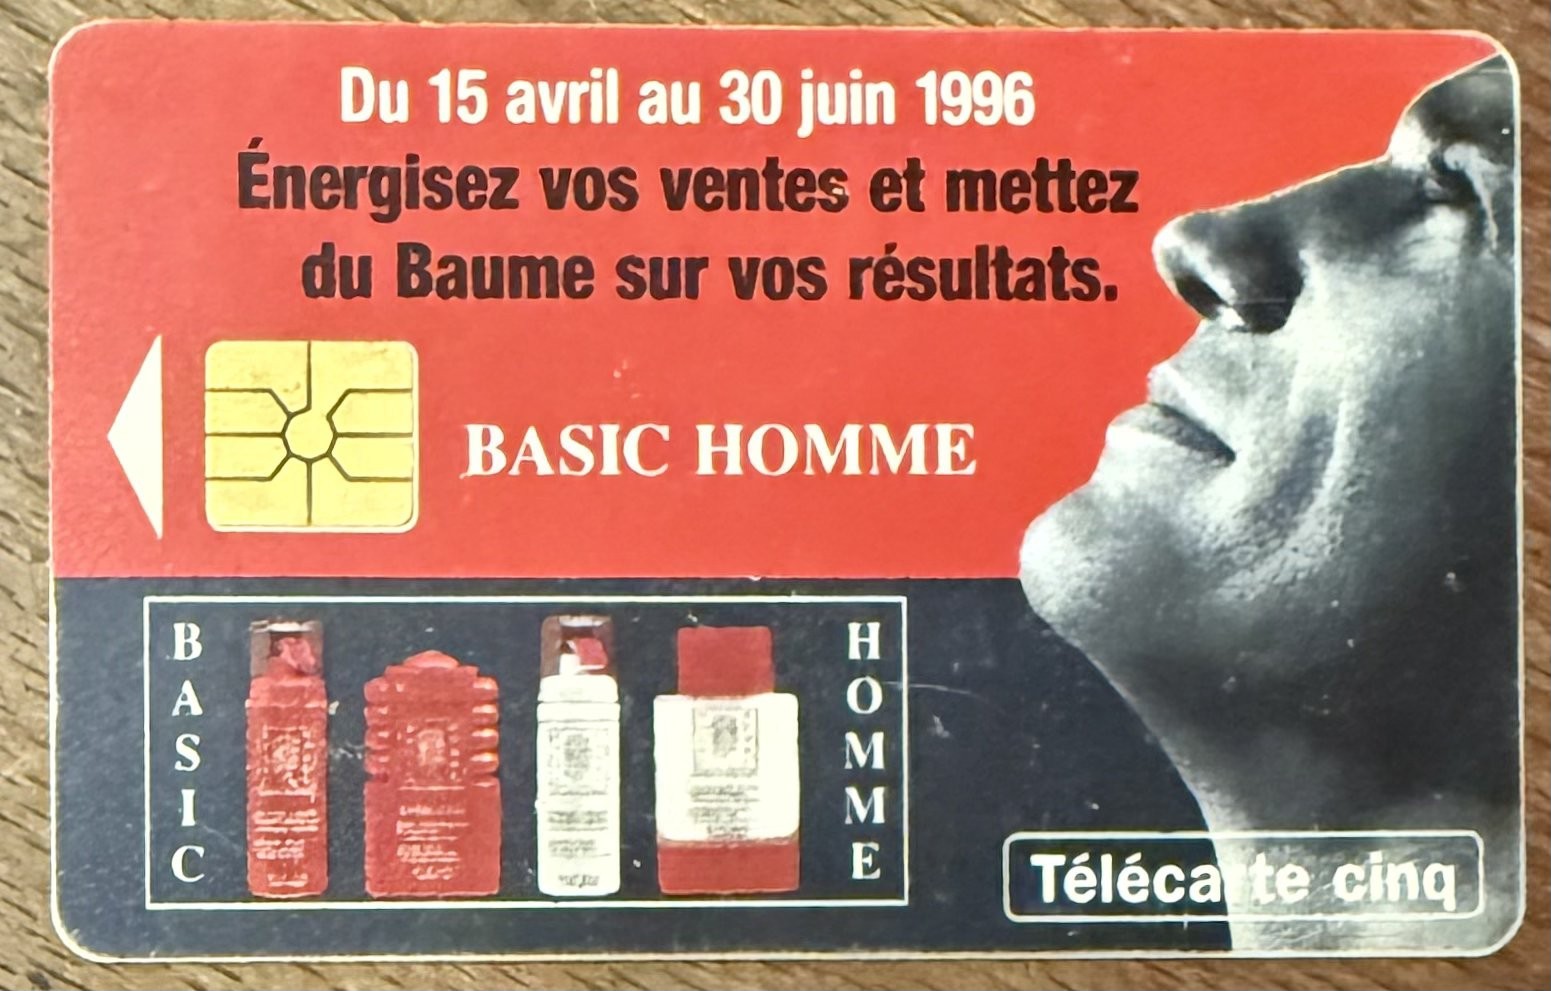 Du 15 avril au 30 juin 1996
Énergisez vos ventes et mettez
du Baume sur vos résultats.
BASIC HOMME
BASIC
HOMME
Télécarte cinq